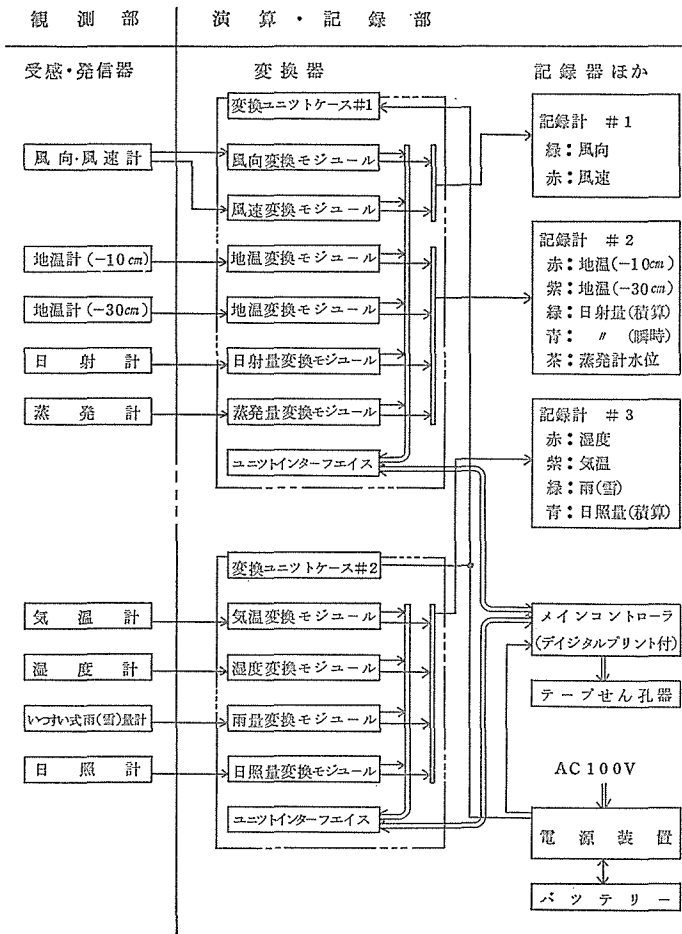 観測部
演算・記録部
受感・発信器
変換器
記録器ほか
変換ユニツトケース#1
風向・風速計
風向変換モジュール
風速変換モジュール
地温計(−10cm)
地温変換モジュール
地温計(−30cm)
地温変換モジュール
日射計
日射量変換モジュール
蒸発計
蒸発量変換モジュール
ユニツトインターフエイス
記録計 #1
緑:風向
赤:風速
記録計 #2
赤:地温(−10cm)
紫:地温(−30cm)
緑:日射量(積算)
青: 〃 (瞬時)
茶:蒸発計水位
記録計 #3
赤:湿度
紫:気温
緑:雨(雪)
青:日照量(積算)
変換ユニツトケース#2
気温計
気温変換モジュール
湿度計
湿度変換モジュール
いつすい式雨(雪)量計
雨量変換モジュール
日照計
日照量変換モジュール
ユニツトインターフエイス
メインコントローラ
(デイジタルプリント付)
テープせん孔器
AC100V
電源装置
バツテリー